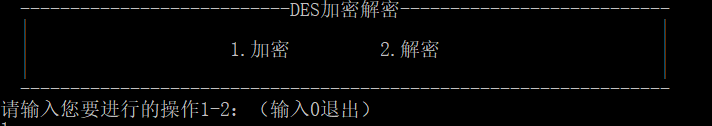 ---------------------------DES加密解密---------------------------
1.加密 2.解密
-----------------------------------------------------------------
请输入您要进行的操作1-2：（输入0退出）